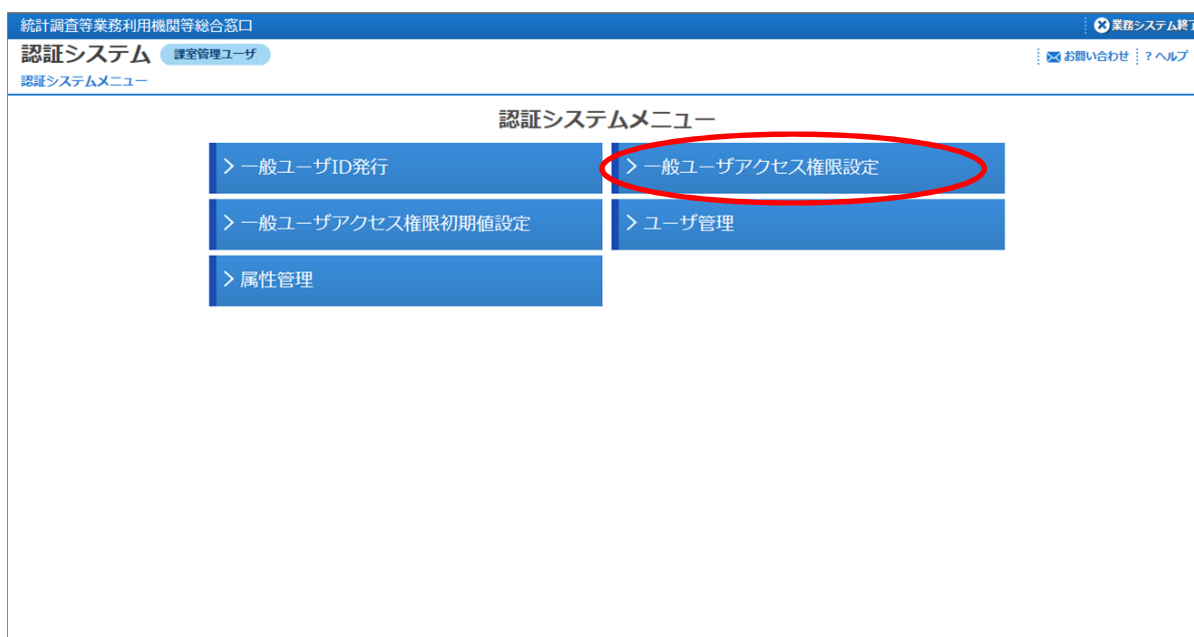 統計調査等業務利用機関等総合窓口
業務システム終了
認証システム 課室管理ユーザ
お問い合わせ ? ヘルプ
認証システムメニュー
認証システムメニュー
一般ユーザID発行
一般ユーザアクセス権限設定
一般ユーザアクセス権限初期値設定
ユーザ管理
属性管理